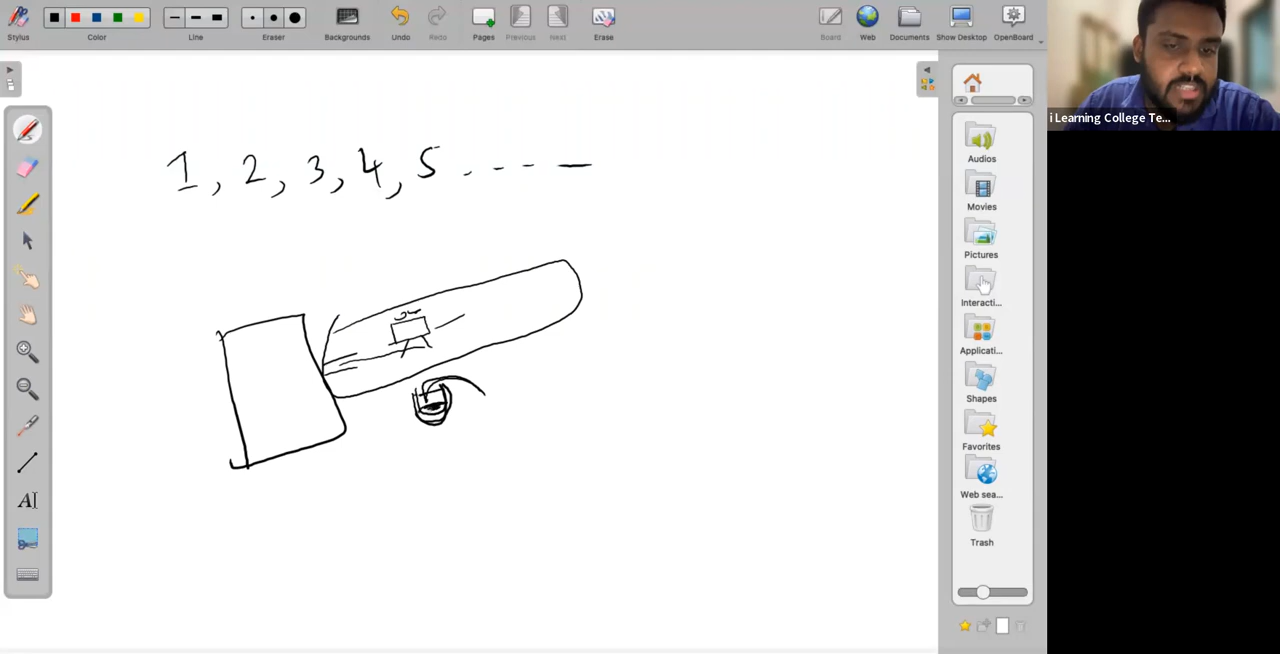 Stylus Color Line Eraser Backgrounds Undo Redo Pages Previous Next Erase Board Web Documents Show Desktop OpenBoard
i Learning College Te...
1, 2, 3, 4, 5 . - - —
Audios
Movies
Pictures
Interacti...
Applicati...
Shapes
Favorites
Web sea...
Trash